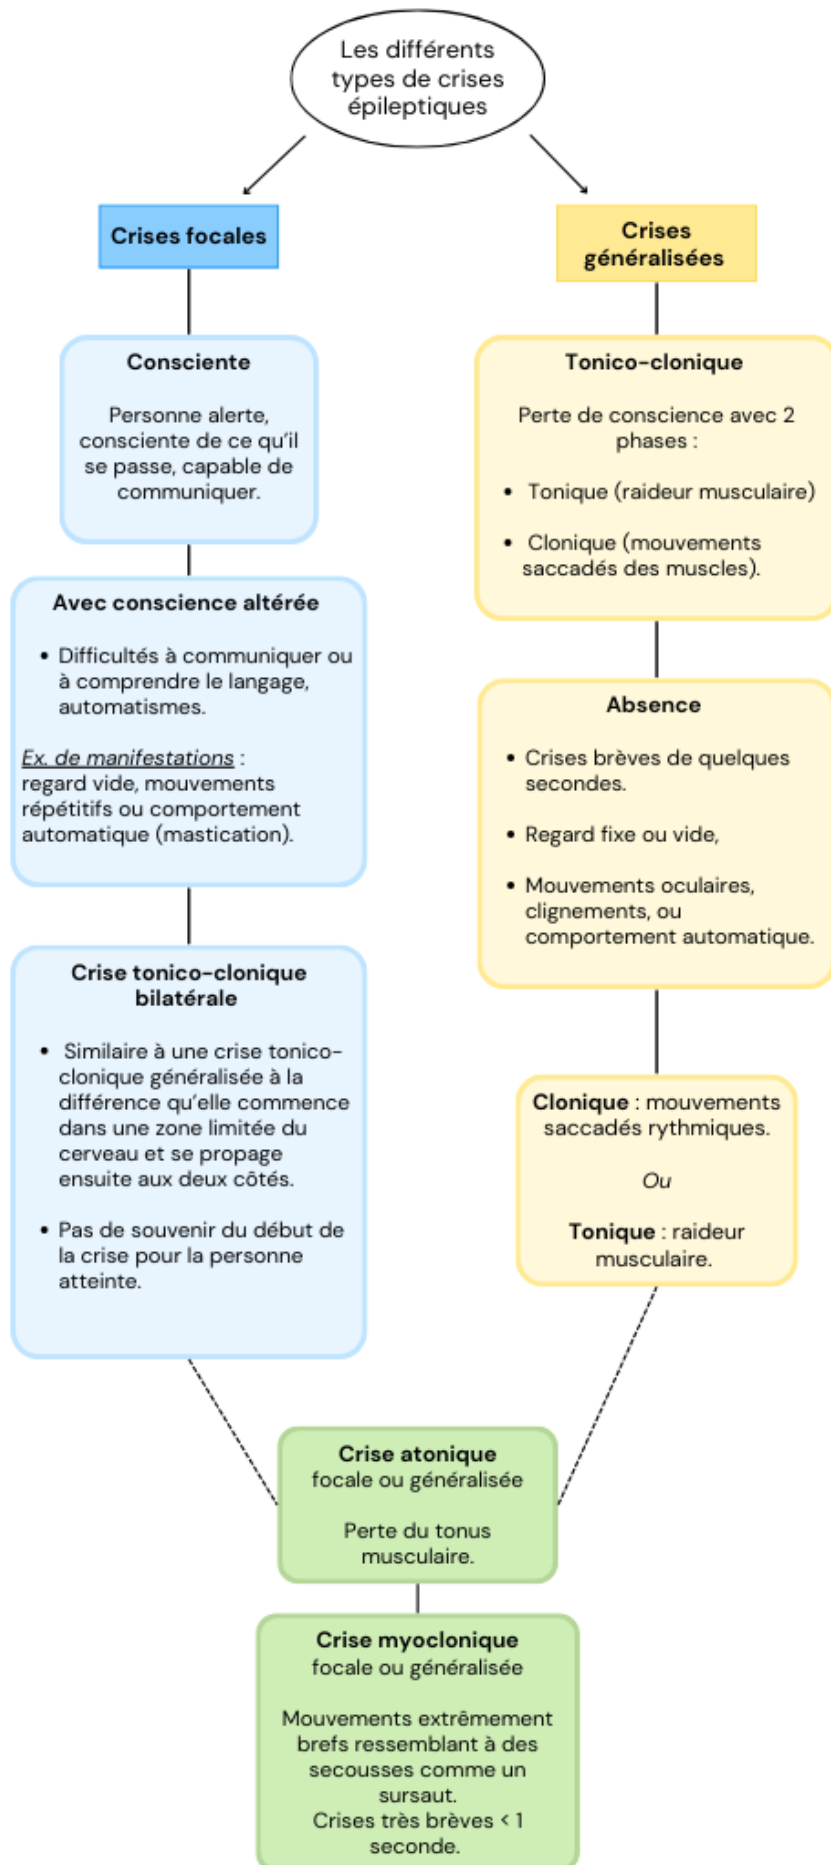 Les différents
types de crises
épileptiques
Crises focales
Consciente
Personne alerte,
consciente de ce qu'il
se passe, capable de
communiquer.
Avec conscience altérée
• Difficultés à communiquer ou
à comprendre le langage,
automatismes.
Ex. de manifestations :
regard vide, mouvements
répétitifs ou comportement
automatique (mastication).
Crise tonico-clonique
bilatérale
• Similaire à une crise tonico-
clonique généralisée à la
différence qu'elle commence
dans une zone limitée du
cerveau et se propage
ensuite aux deux côtés.
• Pas de souvenir du début de
la crise pour la personne
atteinte.
Crises
généralisées
Tonico-clonique
Perte de conscience avec 2
phases :
• Tonique (raideur musculaire)
• Clonique (mouvements
saccadés des muscles).
Absence
• Crises brèves de quelques
secondes.
• Regard fixe ou vide,
• Mouvements oculaires,
clignements, ou
comportement automatique.
Clonique : mouvements
saccadés rythmiques.
Ou
Tonique : raideur
musculaire.
Crise atonique
focale ou généralisée
Perte du tonus
musculaire.
Crise myoclonique
focale ou généralisée
Mouvements extrêmement
brefs ressemblant à des
secousses comme un
sursaut.
Crises très brèves < 1
seconde.